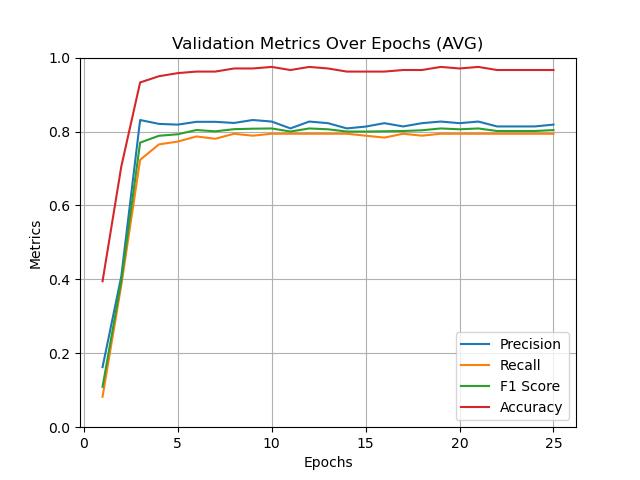 Validation Metrics Over Epochs (AVG)
1.0
0.8
0.6
0.4
0.2
0.0
Metrics
0 5 10 15 20 25
Epochs
Precision
Recall
F1 Score
Accuracy